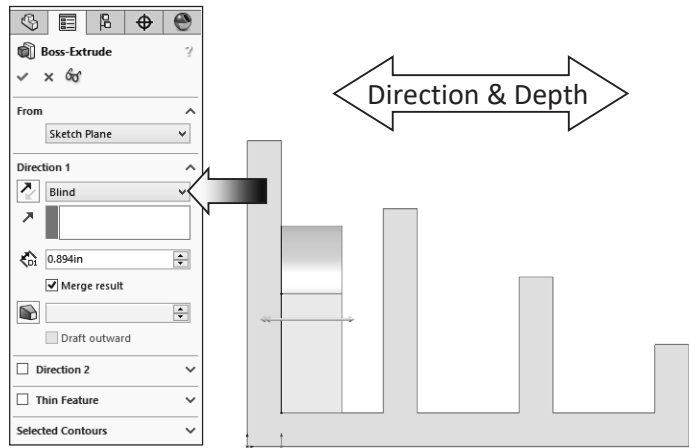 Boss-Extrude
?
From
Sketch Plane
Direction 1
Blind
D1
0.894in
Merge result
Draft outward
Direction 2
Thin Feature
Selected Contours
Direction & Depth